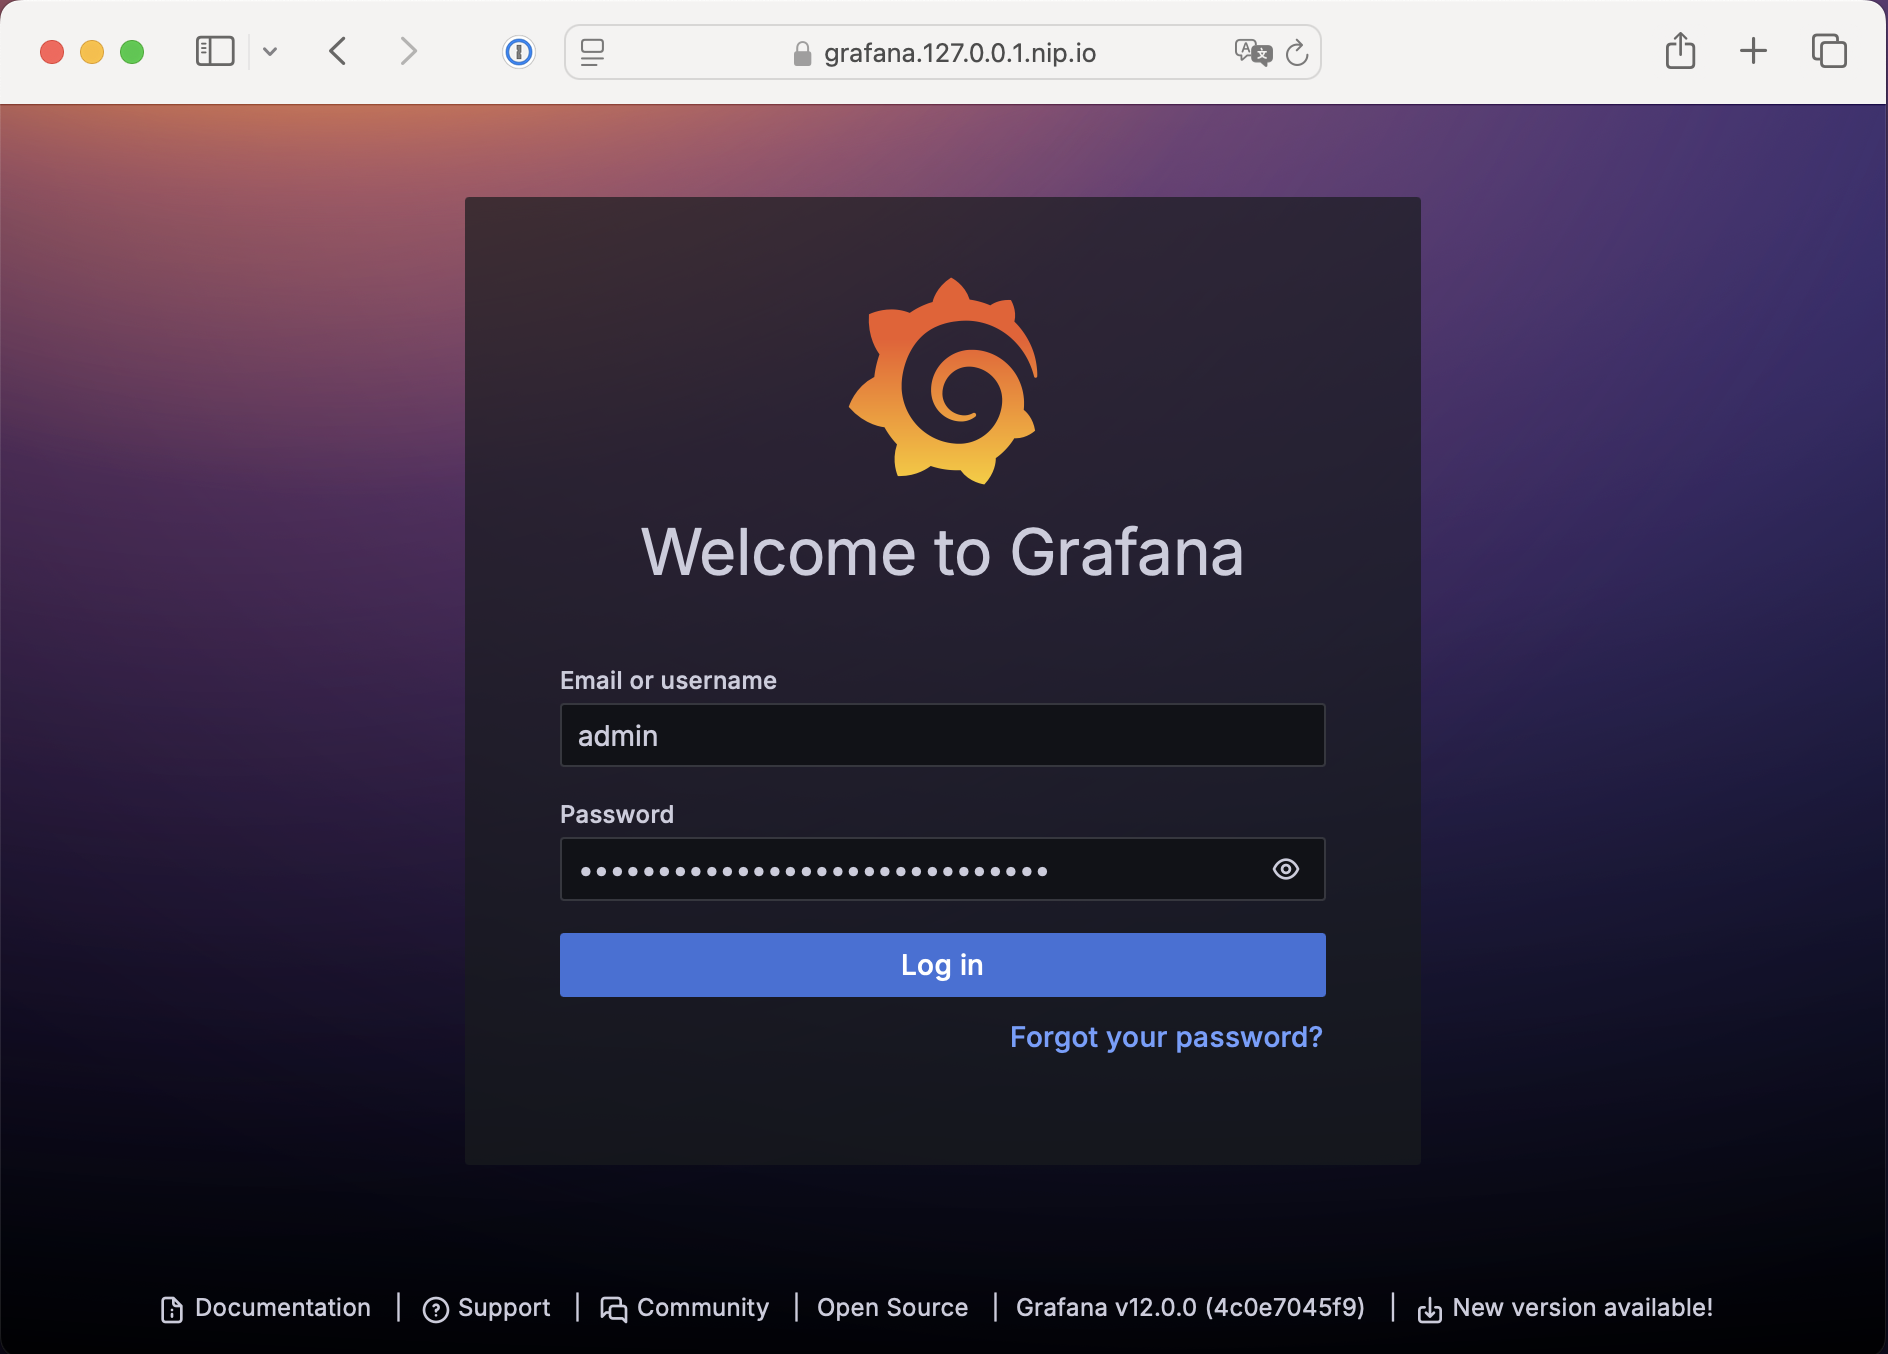 grafana.127.0.0.1.nip.io
Welcome to Grafana
Email or username
admin
Password
••••••••••••••••••••••••••••••
Log in
Forgot your password?
Documentation | Support | Community | Open Source | Grafana v12.0.0 (4c0e7045f9) | New version available!